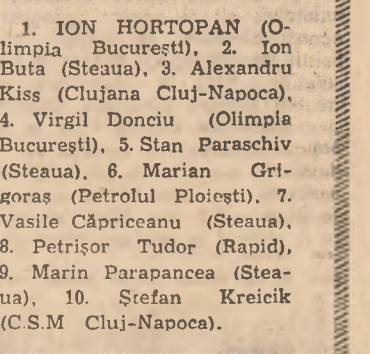 1. ION HORTOPAN (O-
limpia București), 2. Ion
Buta (Steaua), 3. Alexandru
Kiss (Clujana Cluj-Napoca),
4. Virgil Donciu (Olimpia
București), 5. Stan Paraschiv
(Steaua), 6. Marian Gri-
goraș (Petrolul Ploiești), 7.
Vasile Căpriceanu (Steaua),
8. Petrișor Tudor (Rapid),
9. Marin Parapancea (Stea-
ua), 10. Ștefan Kreicik
(C.S.M Cluj-Napoca).